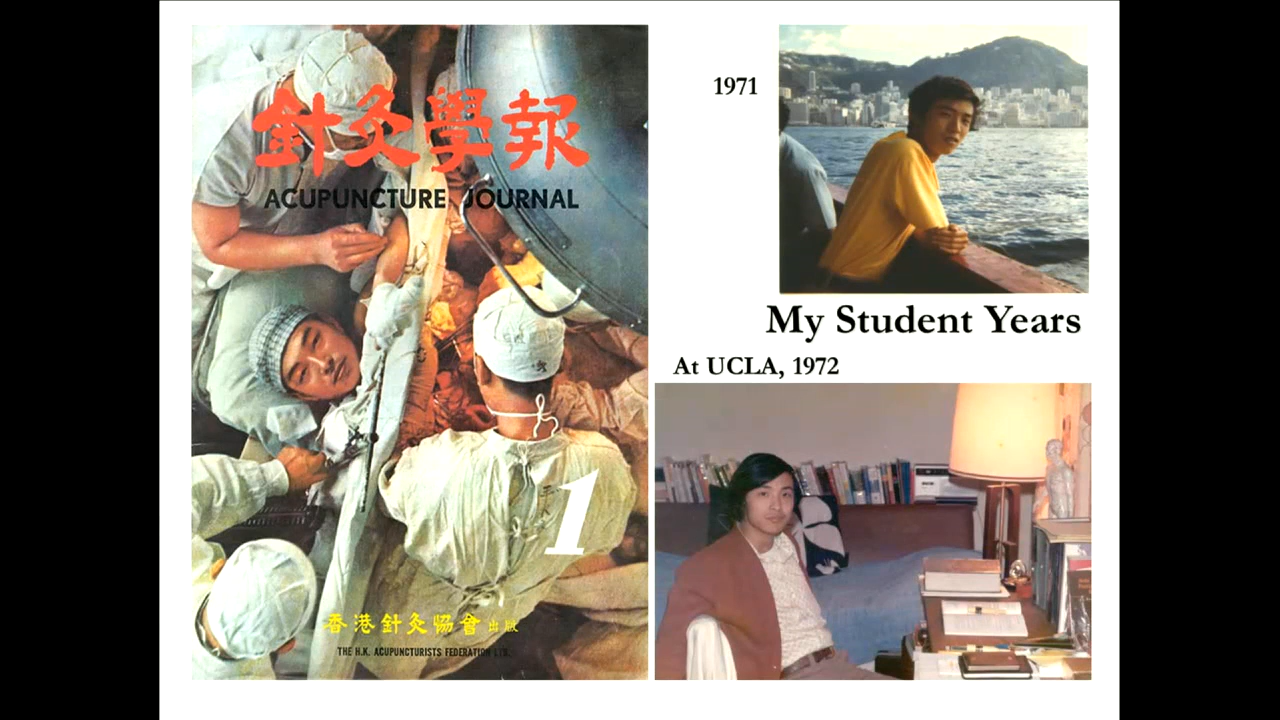 針灸學報
ACUPUNCTURE JOURNAL
1
香港針灸協會出版
THE H.K. ACUPUNCTURISTS FEDERATION LTD.
1971
My Student Years
At UCLA, 1972